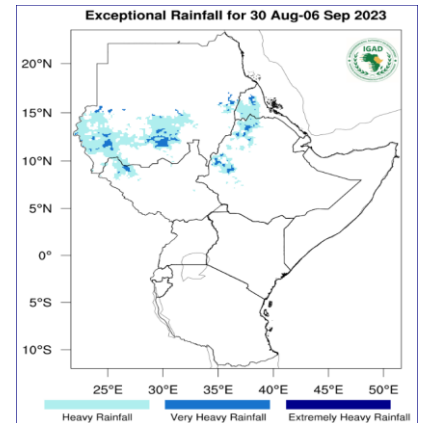 Exceptional Rainfall for 30 Aug-06 Sep 2023
IGAD
20°N
15°N
10°N
5°N
0°
5°S
10°S
25°E 30°E 35°E 40°E 45°E 50°E
Heavy Rainfall Very Heavy Rainfall Extremely Heavy Rainfall